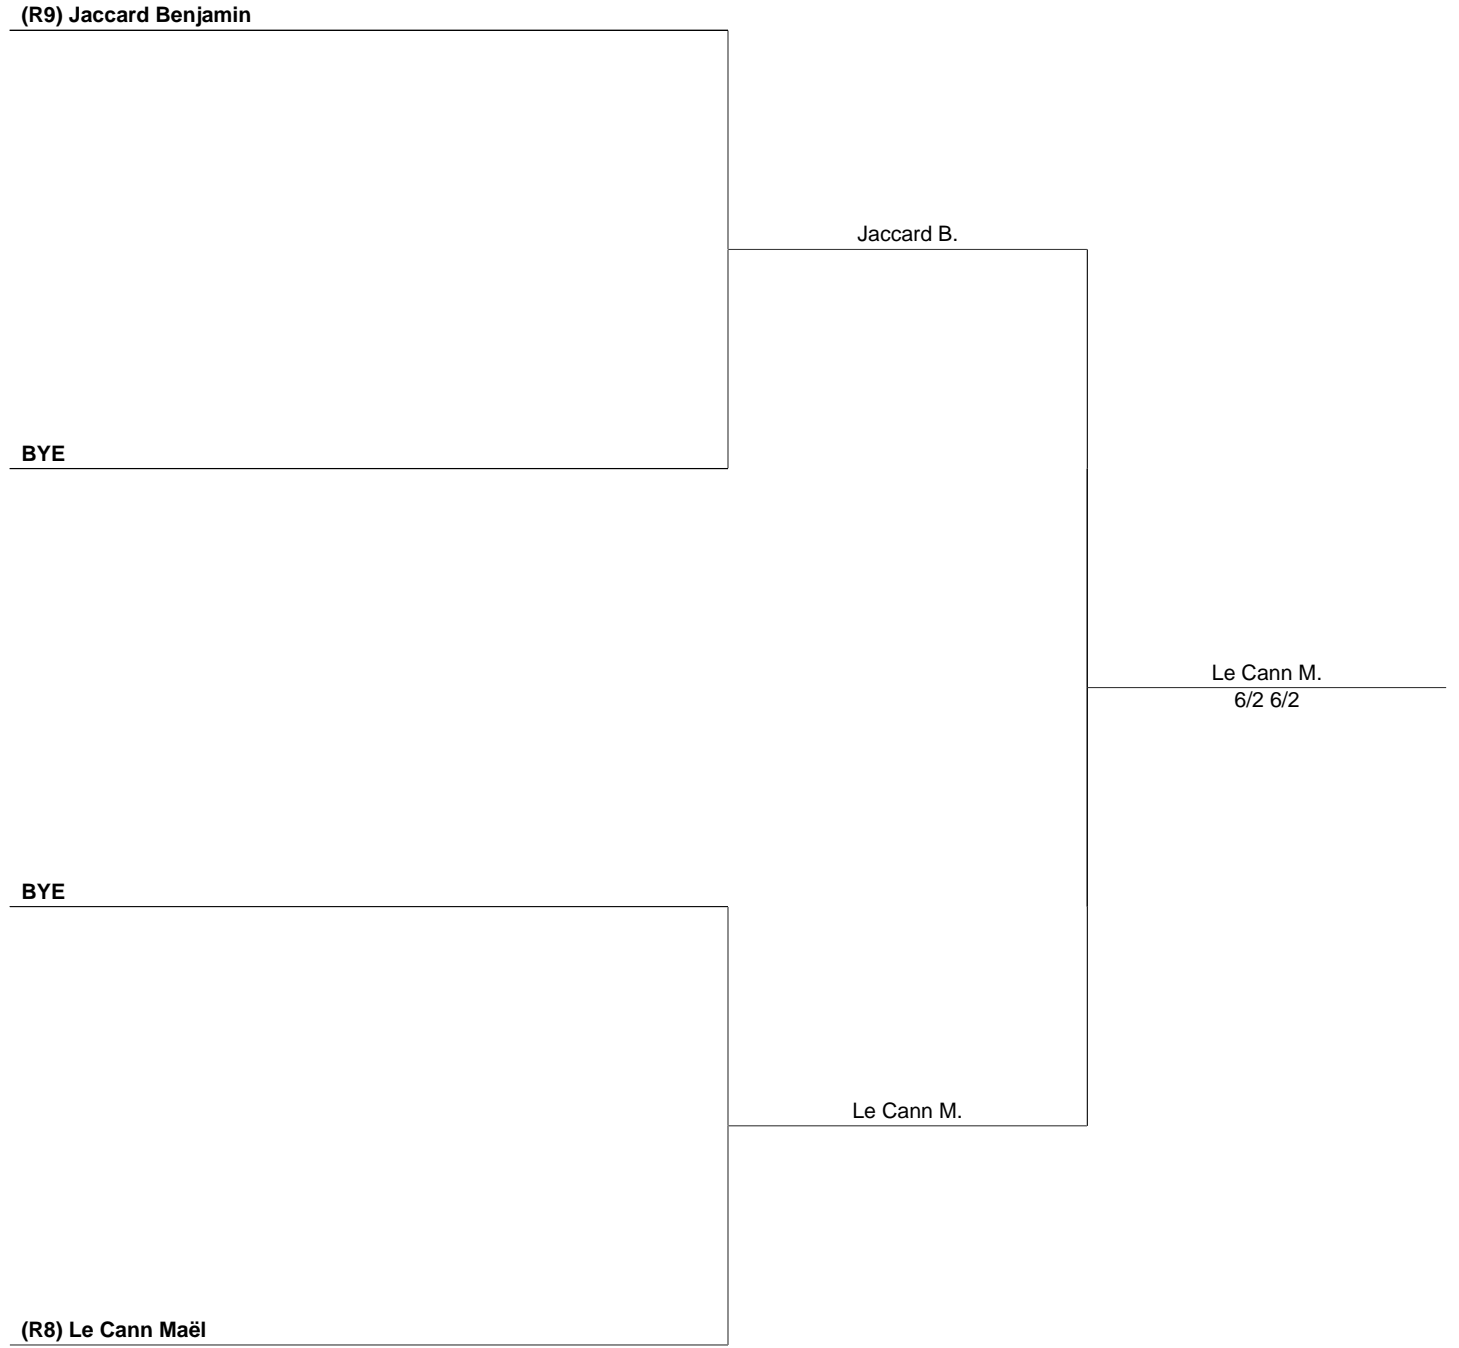 (R9) Jaccard Benjamin
Jaccard B.
BYE
Le Cann M.
6/2 6/2
BYE
Le Cann M.
(R8) Le Cann Maël